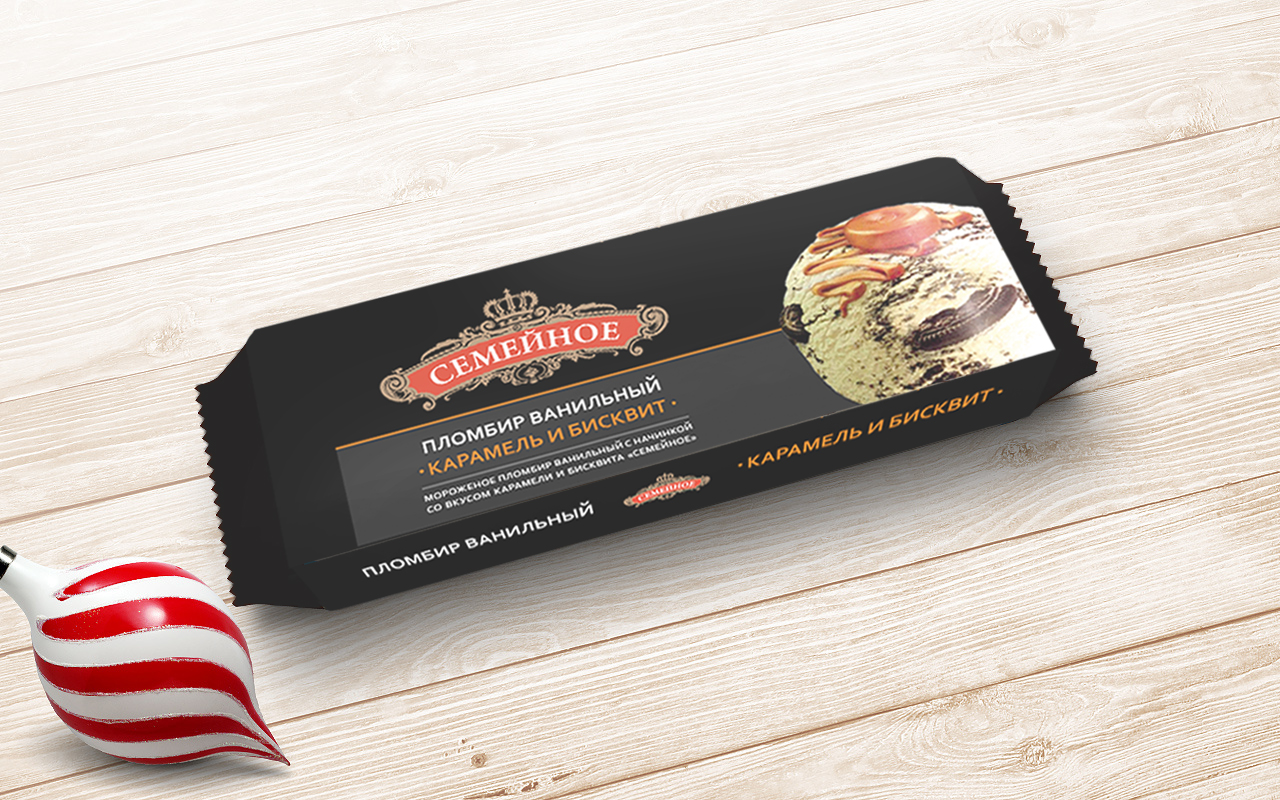 СЕМЕЙНОЕ
ПЛОМБИР ВАНИЛЬНЫЙ
·КАРАМЕЛЬ И БИСКВИТ·
МОРОЖЕНОЕ ПЛОМБИР ВАНИЛЬНЫЙ С НАЧИНКОЙ
СО ВКУСОМ КАРАМЕЛИ И БИСКВИТА «СЕМЕЙНОЕ»
ПЛОМБИР ВАНИЛЬНЫЙ
СЕМЕЙНОЕ
·КАРАМЕЛЬ И БИСКВИТ·